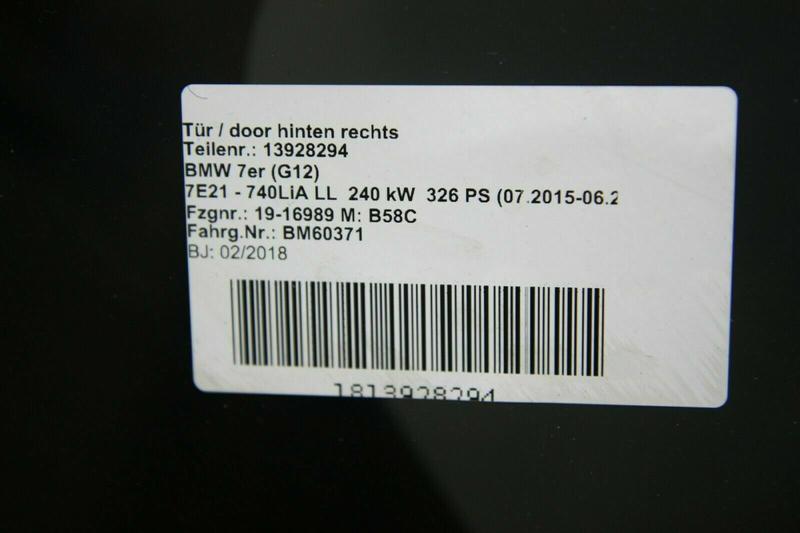 Tür / door hinten rechts
Teilenr.: 13928294
BMW 7er (G12)
7E21 - 740LiA LL 240 kW 326 PS (07.2015-06.2
Fzgnr.: 19-16989 M: B58C
Fahrg.Nr.: BM60371
BJ: 02/2018
1813928294